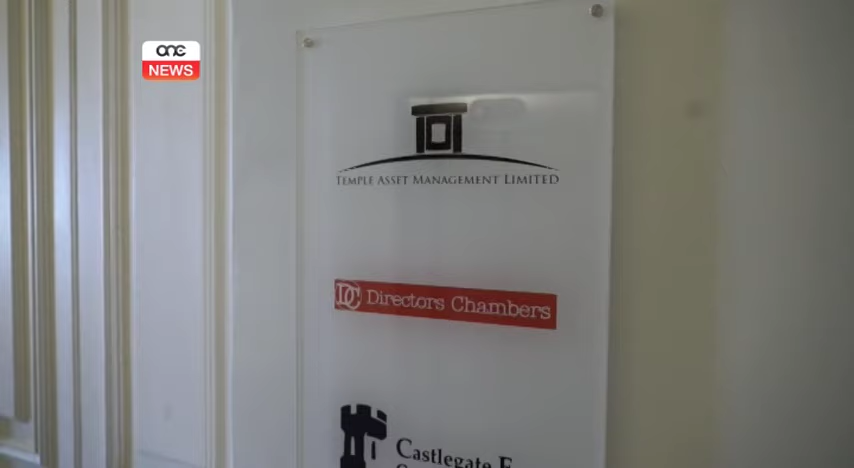 one
NEWS
TEMPLE ASSET MANAGEMENT LIMITED
DC Directors Chambers
Castlegate